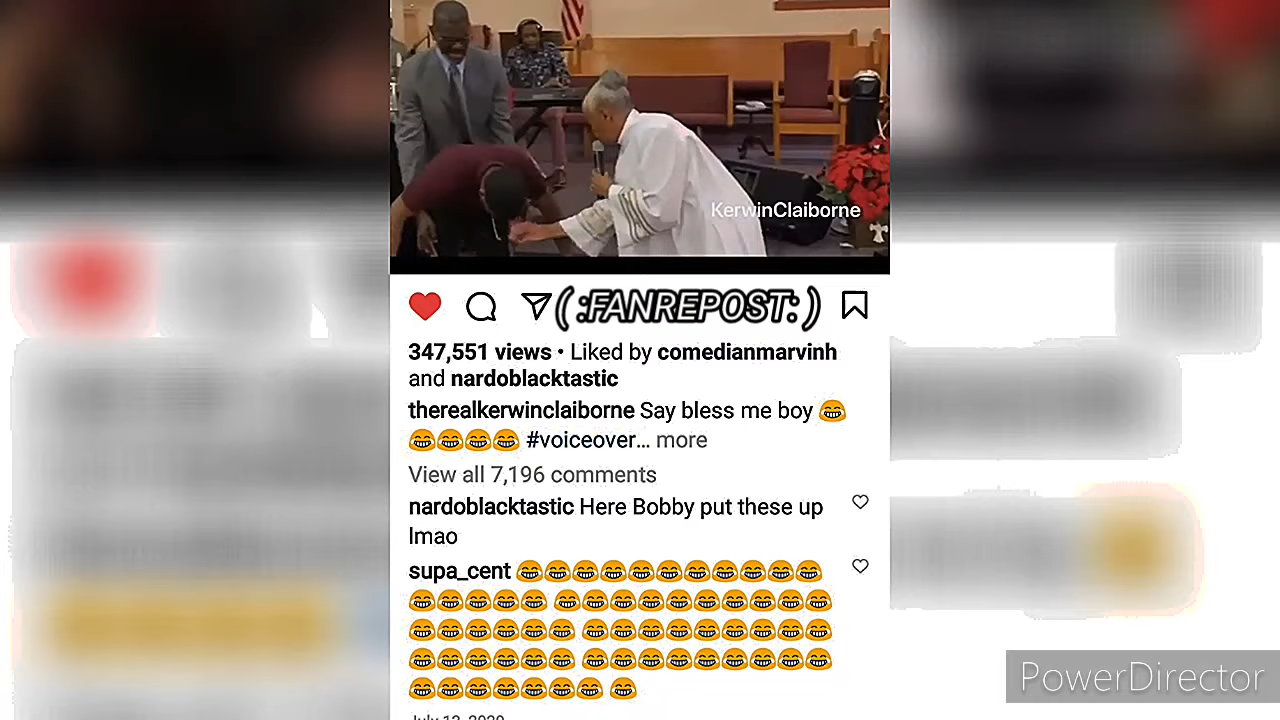 KerwinClaiborne
(:FANREPOST:)
347,551 views • Liked by comedianmarvinh
and nardoblacktastic
therealkerwinclaiborne Say bless me boy 😂
😂😂😂😂 #voiceover... more
View all 7,196 comments
nardoblacktastic Here Bobby put these up
lmao
supa_cent 😂😂😂😂😂😂😂😂😂😂😂
😂😂😂😂😂 😂😂😂😂😂😂😂😂😂😂
😂😂😂😂😂😂 😂😂😂😂😂😂😂😂😂
😂😂😂😂😂😂 😂😂😂😂😂😂😂😂😂
😂😂😂😂😂😂😂 😂
PowerDirector